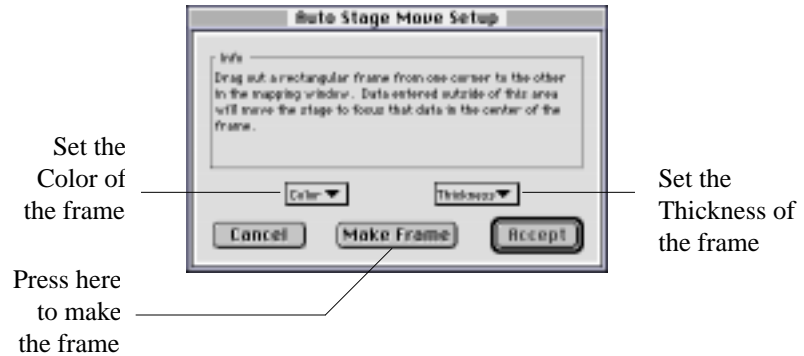 Auto Stage Move Setup
Info
Drag out a rectangular frame from one corner to the other
in the mapping window. Data entered outside of this area
will move the stage to focus that data in the center of the
frame.
Set the
Color of
the frame
Color
Thickness
Set the
Thickness of
the frame
Cancel
Make Frame
Accept
Press here
to make
the frame